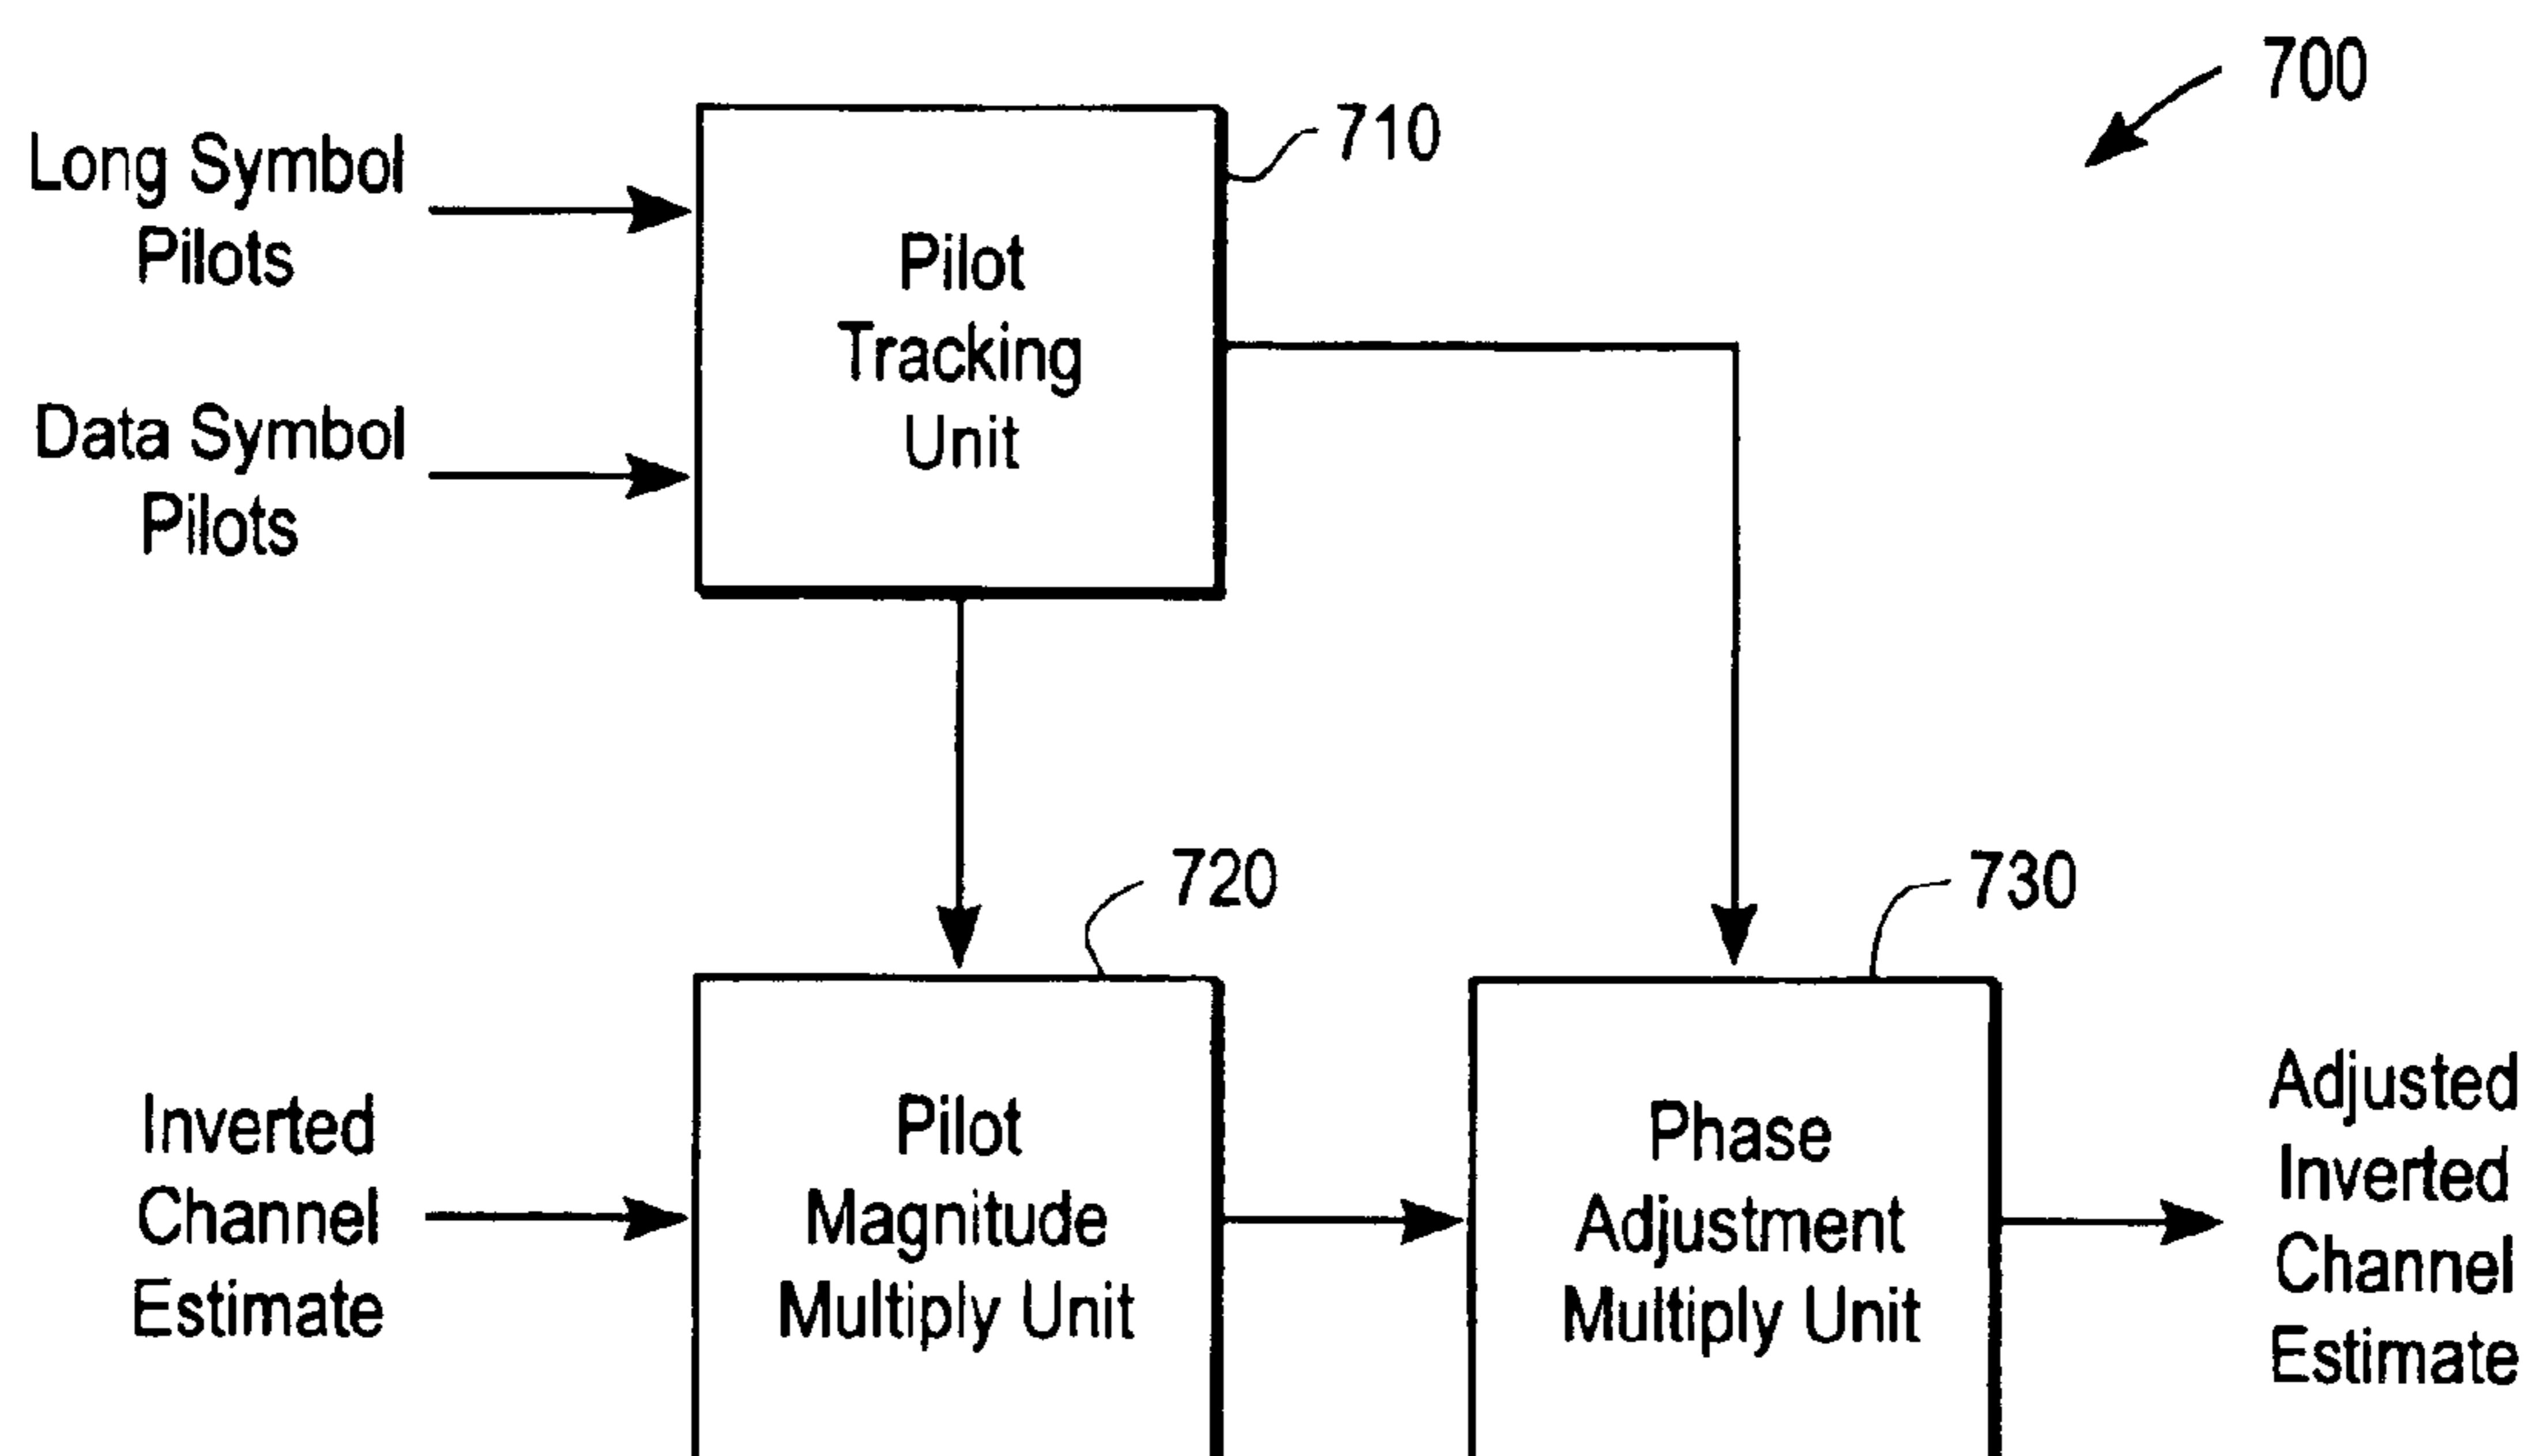 700
710
Long Symbol
Pilots
Pilot
Tracking
Unit
Data Symbol
Pilots
720
730
Inverted
Channel
Estimate
Pilot
Magnitude
Multiply Unit
Phase
Adjustment
Multiply Unit
Adjusted
Inverted
Channel
Estimate